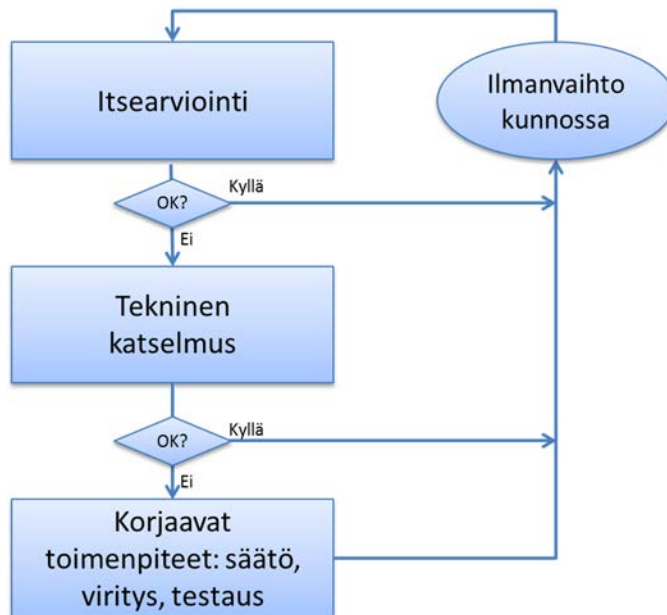 Itsearviointi
Ilmanvaihto
kunnossa
OK?
Kyllä
Ei
Tekninen
katselmus
OK?
Kyllä
Ei
Korjaavat
toimenpiteet: säätö,
viritys, testaus